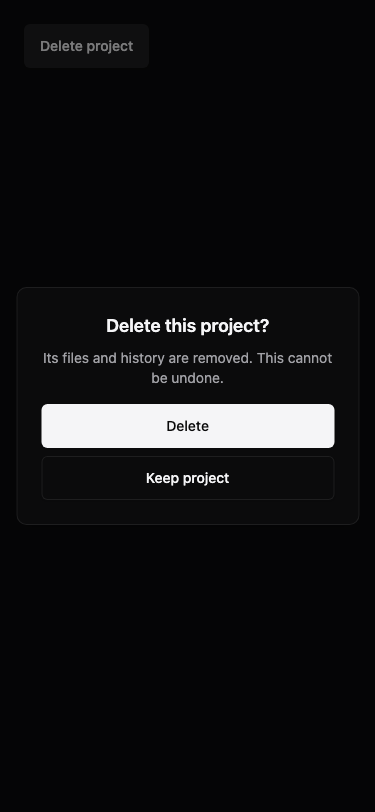 Delete project
Delete this project?
Its files and history are removed. This cannot
be undone.
Delete
Keep project